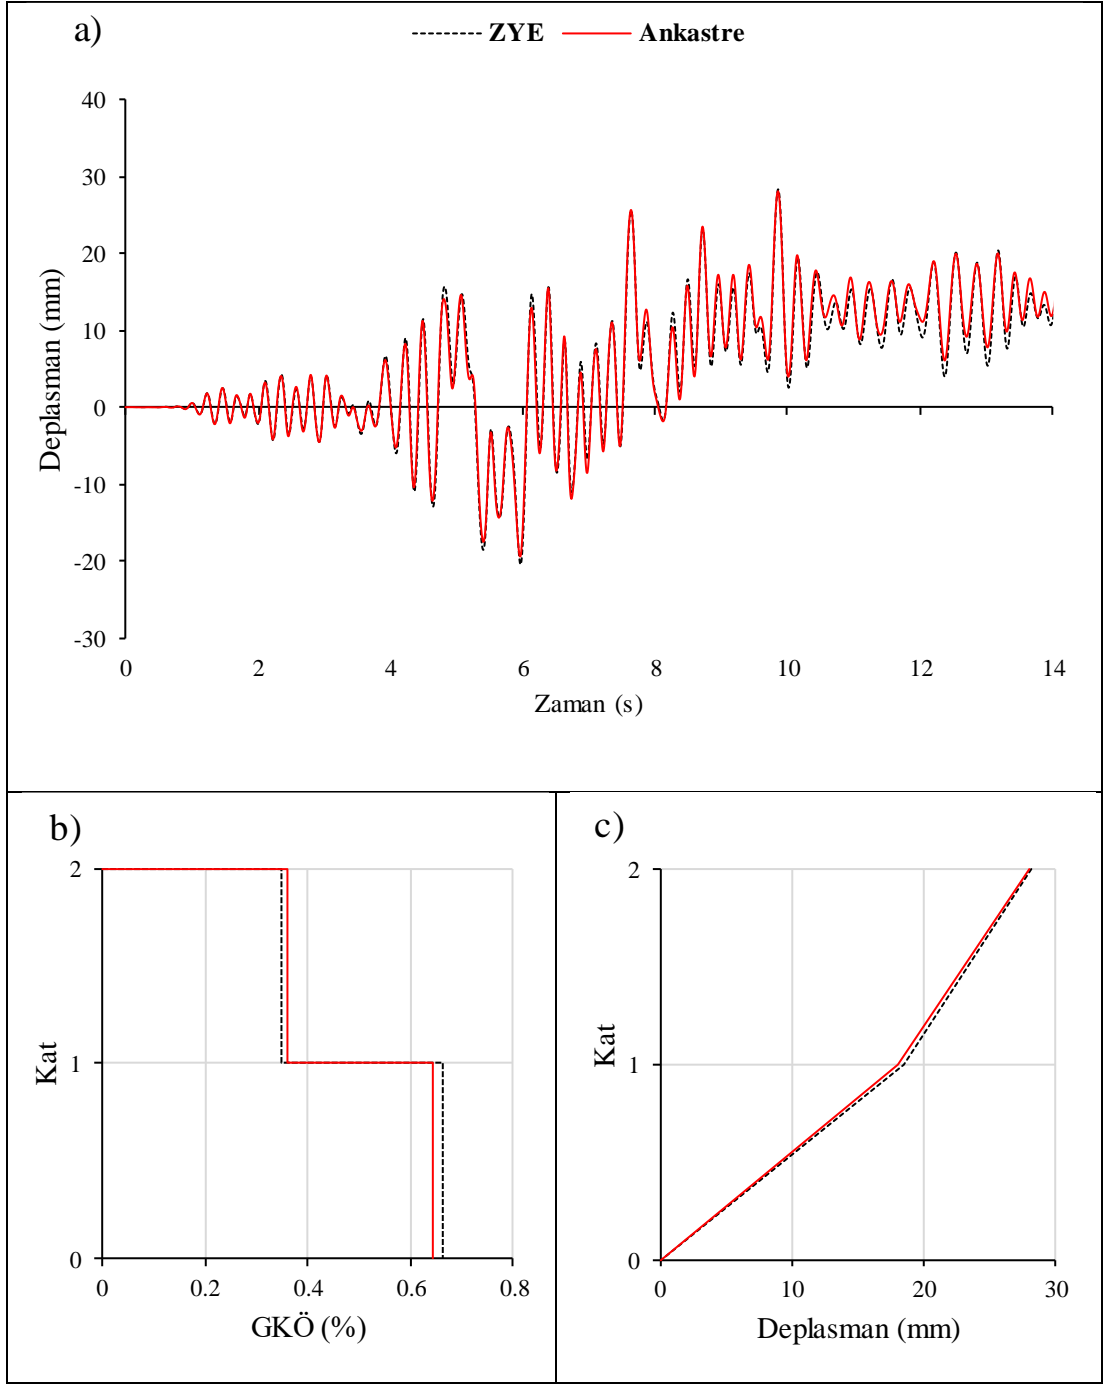 a)
ZYE Ankastre
40
30
20
10
0
-10
-20
-30
Deplasman (mm)
0 2 4 6 8 10 12 14
Zaman (s)
b)
2
1
0
Kat
0 0.2 0.4 0.6 0.8
GKÖ (%)
c)
2
1
0
Kat
0 10 20 30
Deplasman (mm)